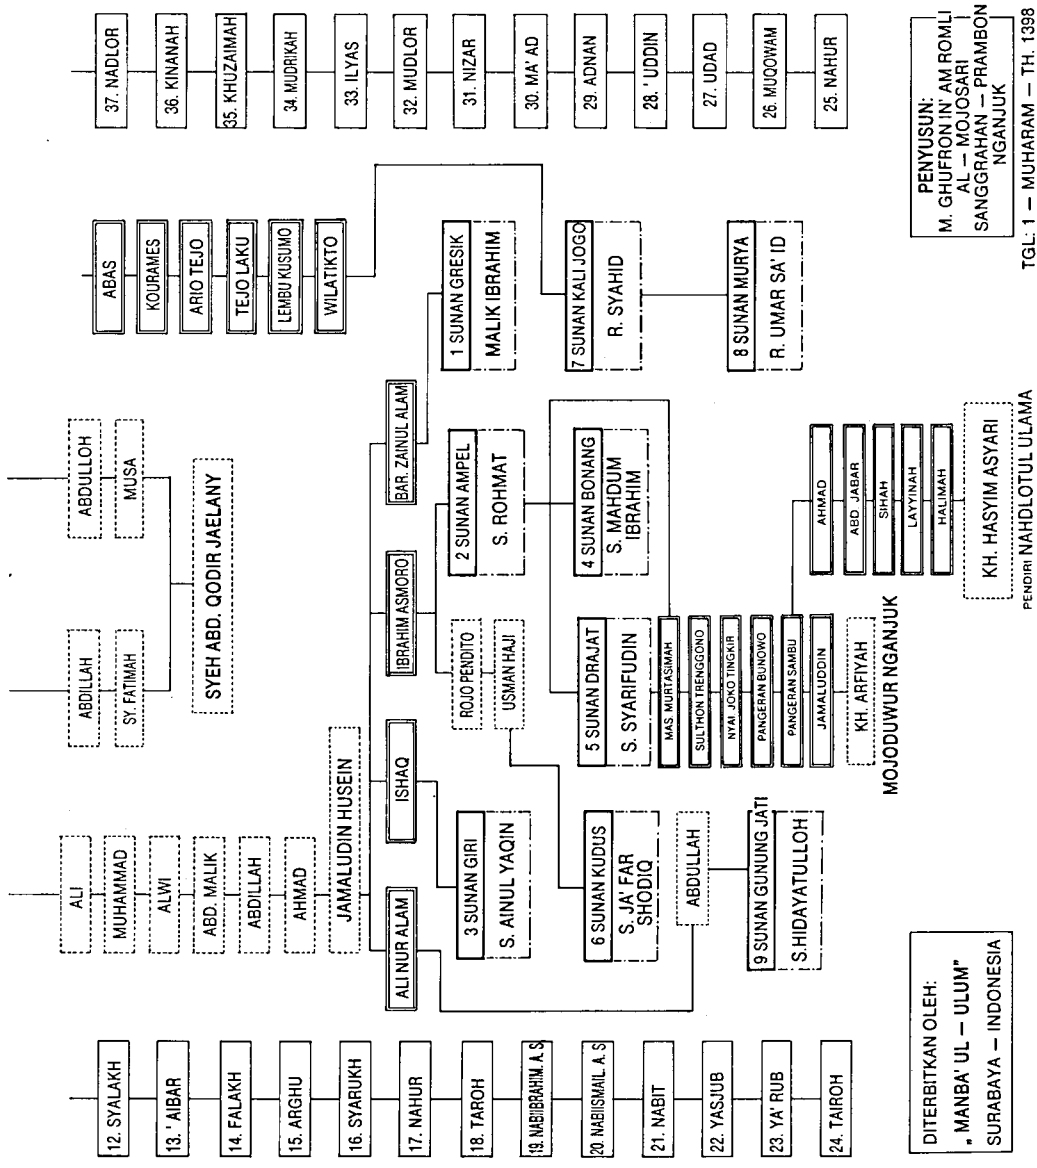 12. SYALAKH
13. ' AIBAR
14. FALAKH
15. ARGHU
16. SYARUKH
17. NAHUR
18. TAROH
19. NABIIBRAHIM. A. S
20. NABIISMAIL. A. S
21. NABIT
22. YASJUB
23. YA' RUB
24. TAIROH
DITERBITKAN OLEH:
„ MANBA' UL – ULUM”
SURABAYA – INDONESIA
ALI
MUHAMMAD
ALWI
ABD. MALIK
ABDILLAH
AHMAD
JAMALUDIN HUSEIN
ALI NUR ALAM
ISHAQ
IBRAHIM ASMORO
BAR. ZAINUL ALAM
3 SUNAN GIRI
S. AINUL YAQIN
6 SUNAN KUDUS
S. JA' FAR
SHODIQ
ABDULLAH
9 SUNAN GUNUNG JATI
S.HIDAYATULLOH
ABDILLAH
SY. FATIMAH
ABDULLOH
MUSA
SYEH ABD. QODIR JAELANY
ROJO PENDITO
USMAN HAJI
2 SUNAN AMPEL
S. ROHMAT
5 SUNAN DRAJAT
S. SYARIFUDIN
4 SUNAN BONANG
S. MAHDUM
IBRAHIM
MAS. MURTASIMAH
SULTHON TRENGGONO
NYAI. JOKO TINGKIR
PANGERAN BUNOWO
PANGERAN SAMBU
JAMALUDDIN
KH. ARFIYAH
MOJODUWUR NGANJUK
AHMAD
ABD. JABAR
SIHAH
LAYYINAH
HALIMAH
KH. HASYIM ASYARI
PENDIRI NAHDLOTUL ULAMA
ABAS
KOURAMES
ARIO TEJO
TEJO LAKU
LEMBU KUSUMO
WILATIKTO
1 SUNAN GRESIK
MALIK IBRAHIM
7 SUNAN KALI JOGO
R. SYAHID
8 SUNAN MURYA
R. UMAR SA' ID
37. NADLOR
36. KINANAH
35. KHUZAIMAH
34. MUDRIKAH
33. ILYAS
32. MUDLOR
31. NIZAR
30. MA' AD
29. ADNAN
28. ' UDDIN
27. UDAD
26. MUQOWAM
25. NAHUR
PENYUSUN:
M. GHUFRON IN' AM ROMLI
AL – MOJOSARI
SANGGRAHAN – PRAMBON
NGANJUK
TGL: 1 – MUHARAM – TH. 1398